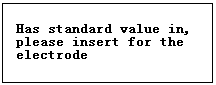 Has standard value in,
please insert for the
electrode